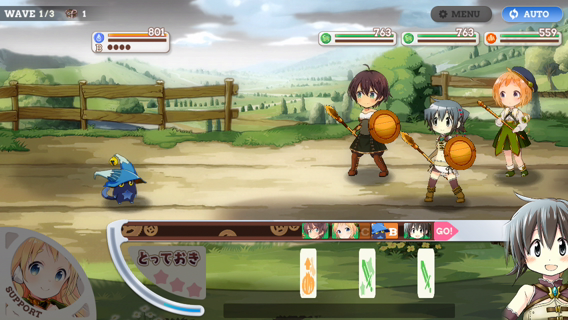 WAVE 1/3 1
MENU
AUTO
801
B
763
763
559
B
GO!
とっておき
SUPPORT